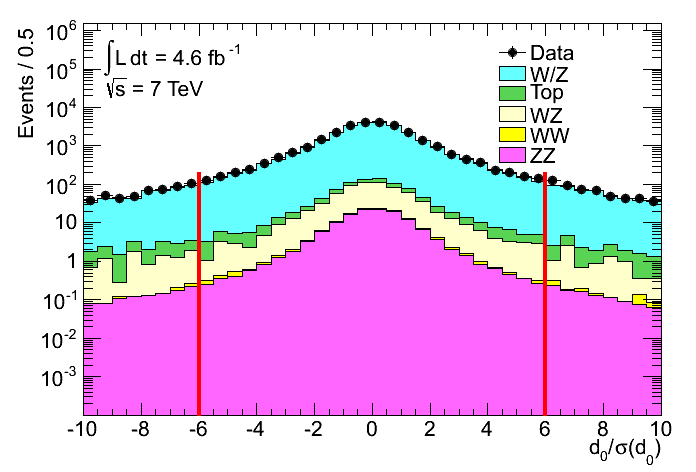 Events / 0.5
10⁶
10⁵
10⁴
10³
10²
10
1
10⁻¹
10⁻²
10⁻³
∫L dt = 4.6 fb⁻¹
√s = 7 TeV
Data
W/Z
Top
WZ
WW
ZZ
-10 -8 -6 -4 -2 0 2 4 6 8 10
d₀/σ(d₀)